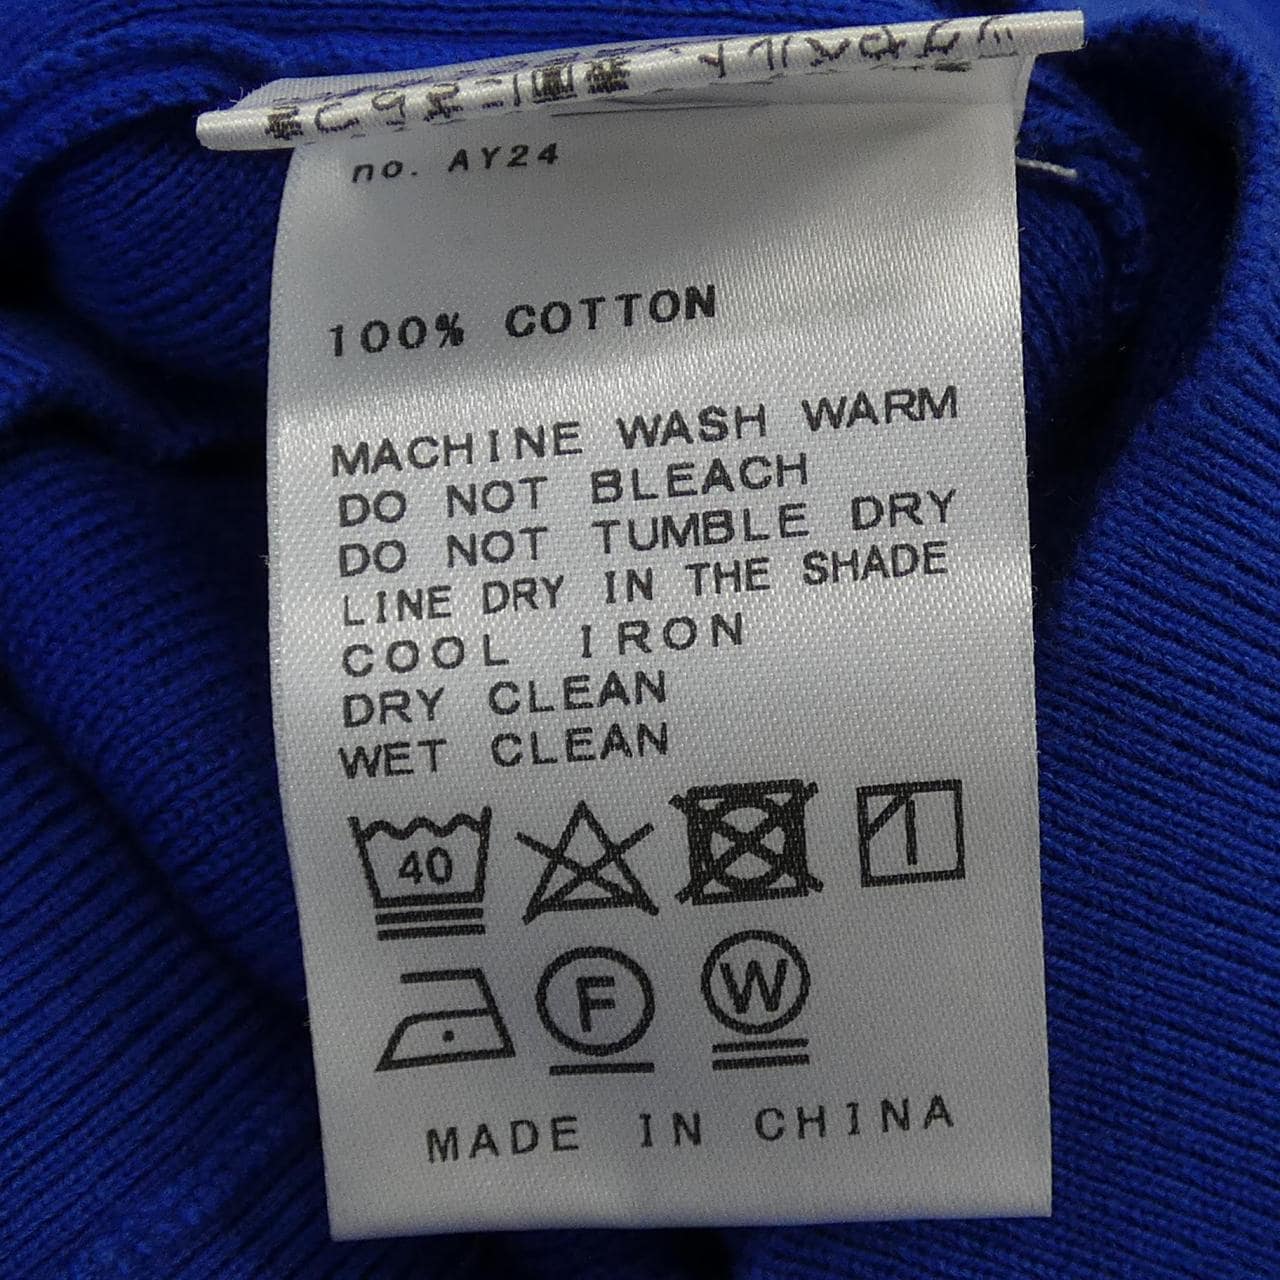 no. AY24
100% COTTON
MACHINE WASH WARM
DO NOT BLEACH
DO NOT TUMBLE DRY
LINE DRY IN THE SHADE
COOL IRON
DRY CLEAN
WET CLEAN
40
F W
MADE IN CHINA